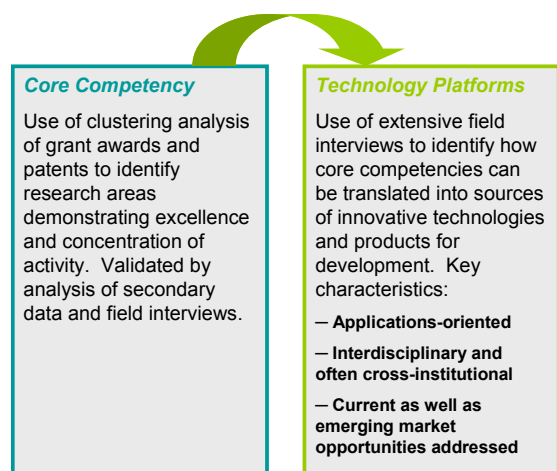 Core Competency
Use of clustering analysis
of grant awards and
patents to identify
research areas
demonstrating excellence
and concentration of
activity.  Validated by
analysis of secondary
data and field interviews.
Technology Platforms
Use of extensive field
interviews to identify how
core competencies can
be translated into sources
of innovative technologies
and products for
development.  Key
characteristics:
─ Applications-oriented
─ Interdisciplinary and
often cross-institutional
─ Current as well as
emerging market
opportunities addressed